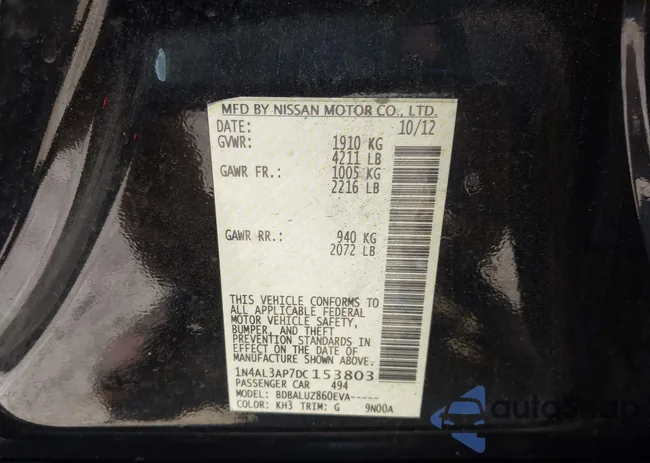 MFD BY NISSAN MOTOR CO., LTD.
DATE: 10/12
GVWR: 1910 KG
4211 LB
GAWR FR.: 1005 KG
2216 LB
GAWR RR.: 940 KG
2072 LB
THIS VEHICLE CONFORMS TO
ALL APPLICABLE FEDERAL
MOTOR VEHICLE SAFETY,
BUMPER, AND THEFT
PREVENTION STANDARDS IN
EFFECT ON THE DATE OF
MANUFACTURE SHOWN ABOVE.
1N4AL3AP7DC153803
PASSENGER CAR 494
MODEL: BDBALUZ860EVA-----
COLOR: KH3 TRIM: G 9N00A
autoSnap